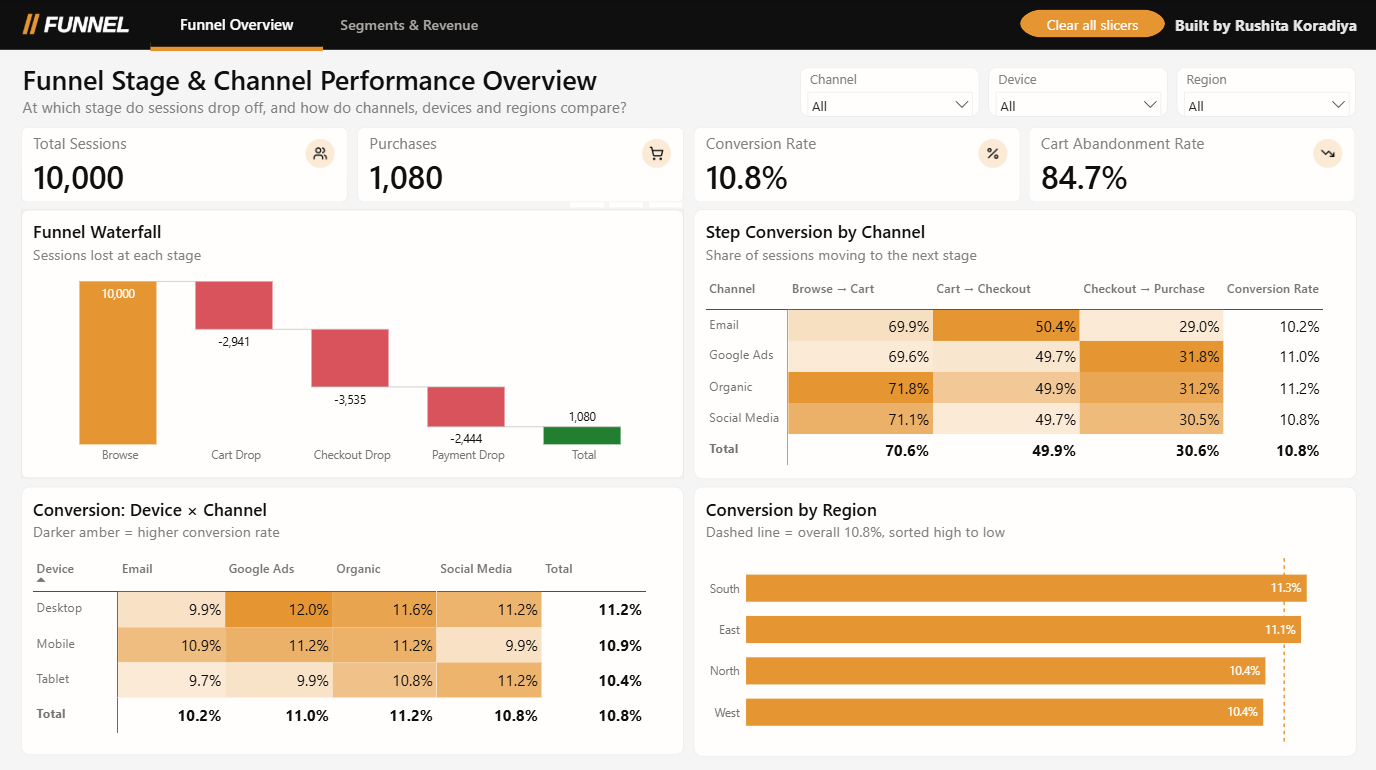 // FUNNEL
Funnel Overview
Segments & Revenue
Clear all slicers
Built by Rushita Koradiya
Funnel Stage & Channel Performance Overview
At which stage do sessions drop off, and how do channels, devices and regions compare?
Channel
All
Device
All
Region
All
Total Sessions
10,000
Purchases
1,080
Conversion Rate
10.8%
Cart Abandonment Rate
84.7%
Funnel Waterfall
Sessions lost at each stage
10,000
-2,941
-3,535
-2,444
1,080
Browse Cart Drop Checkout Drop Payment Drop Total
Step Conversion by Channel
Share of sessions moving to the next stage
Channel Browse → Cart Cart → Checkout Checkout → Purchase Conversion Rate
Email 69.9% 50.4% 29.0% 10.2%
Google Ads 69.6% 49.7% 31.8% 11.0%
Organic 71.8% 49.9% 31.2% 11.2%
Social Media 71.1% 49.7% 30.5% 10.8%
Total 70.6% 49.9% 30.6% 10.8%
Conversion: Device × Channel
Darker amber = higher conversion rate
Device Email Google Ads Organic Social Media Total
Desktop 9.9% 12.0% 11.6% 11.2% 11.2%
Mobile 10.9% 11.2% 11.2% 9.9% 10.9%
Tablet 9.7% 9.9% 10.8% 11.2% 10.4%
Total 10.2% 11.0% 11.2% 10.8% 10.8%
Conversion by Region
Dashed line = overall 10.8%, sorted high to low
South 11.3%
East 11.1%
North 10.4%
West 10.4%